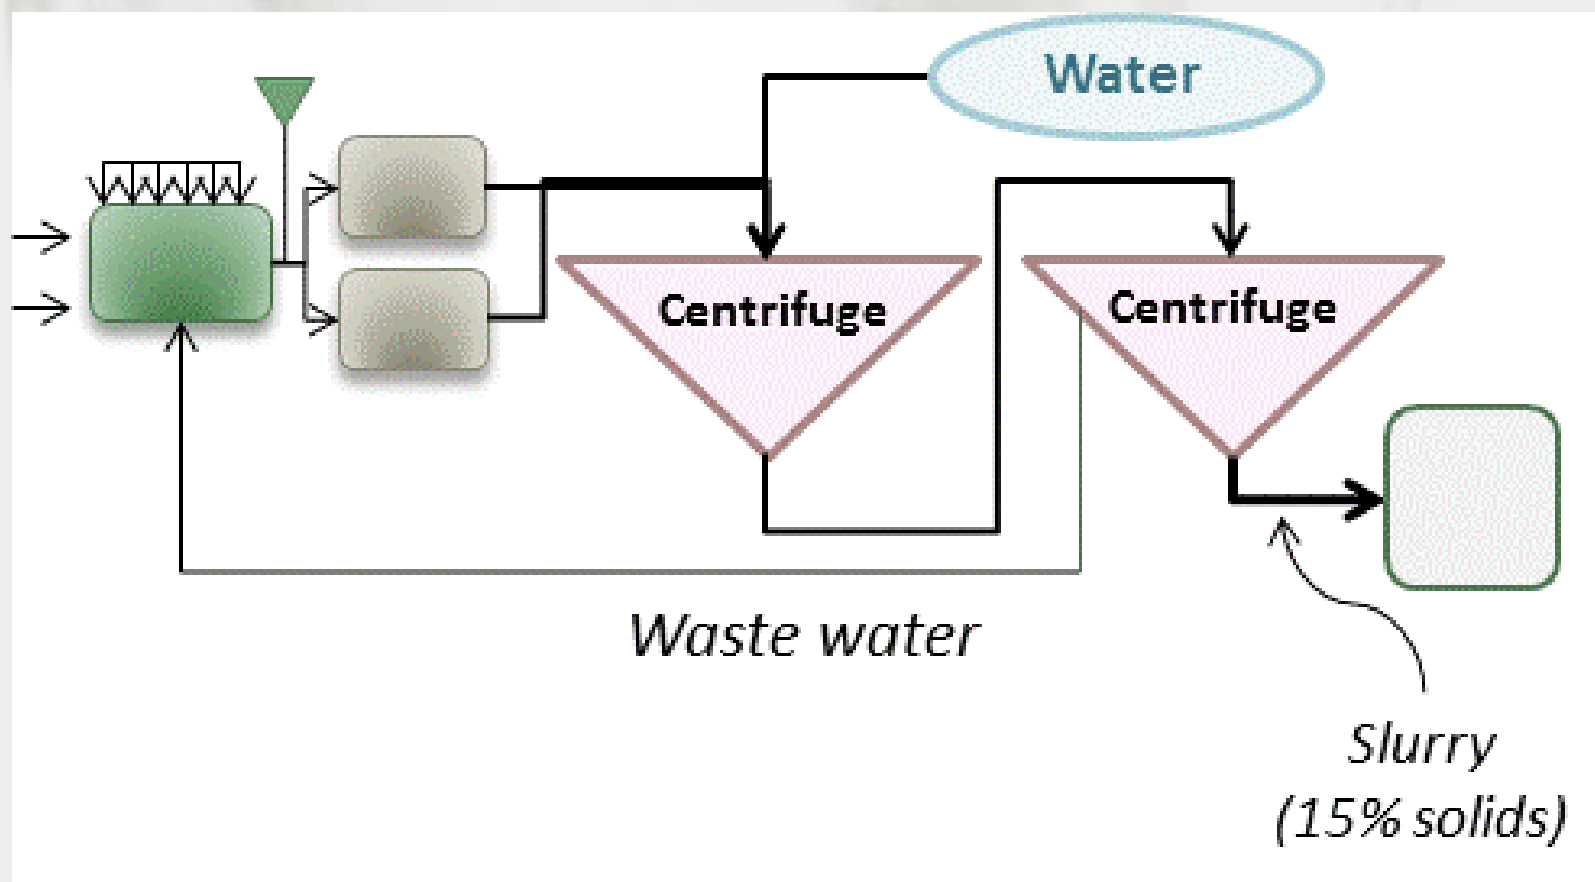 Water
Centrifuge
Centrifuge
Waste water
Slurry
(15% solids)